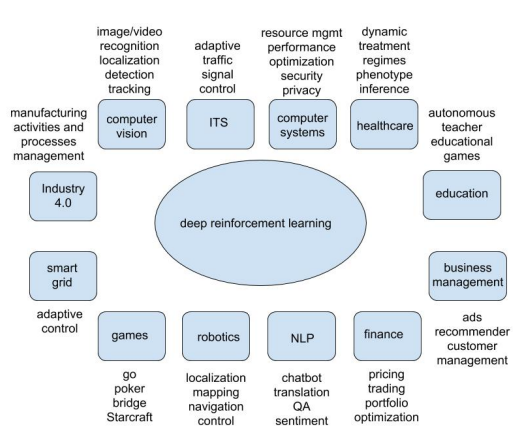 image/video
recognition
localization
detection
tracking
adaptive
traffic
signal
control
resource mgmt
performance
optimization
security
privacy
dynamic
treatment
regimes
phenotype
inference
manufacturing
activities and
processes
management
computer
vision
ITS
computer
systems
healthcare
autonomous
teacher
educational
games
Industry
4.0
deep reinforcement learning
education
smart
grid
adaptive
control
business
management
ads
recommender
customer
management
games
robotics
NLP
finance
go
poker
bridge
Starcraft
localization
mapping
navigation
control
chatbot
translation
QA
sentiment
pricing
trading
portfolio
optimization